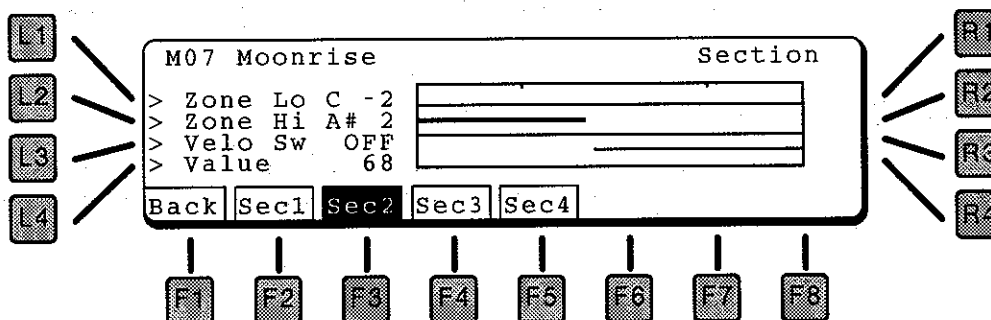 L1
R1
M07 Moonrise Section
L2
R2
> Zone Lo C -2
> Zone Hi A# 2
> Velo Sw OFF
> Value 68
L3
R3
L4
R4
Back Sec1 Sec2 Sec3 Sec4
F1 F2 F3 F4 F5 F6 F7 F8